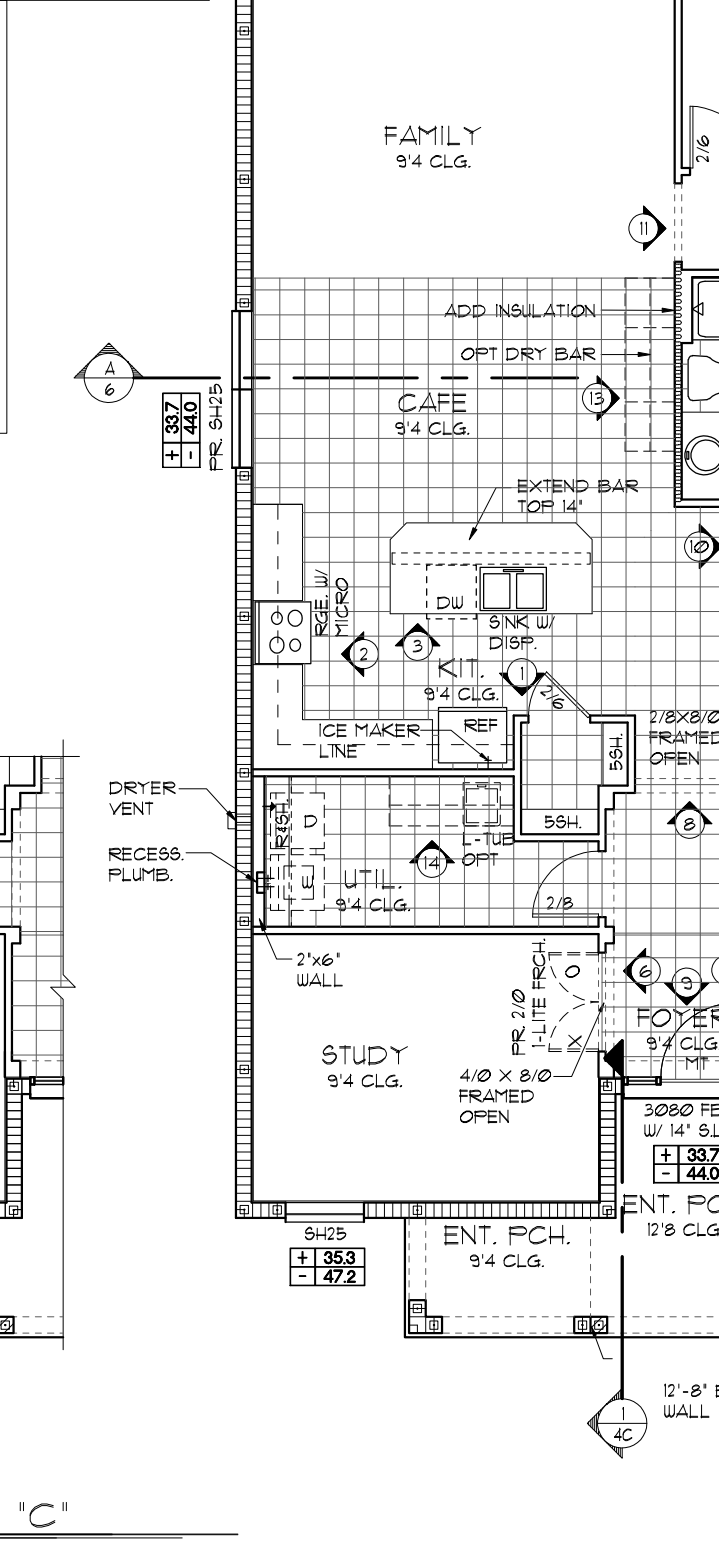 FAMILY
9'4 CLG.
2/6
11
ADD INSULATION
OPT DRY BAR
A
6
CAFE
9'4 CLG.
13
+ 33.7
- 44.0
PR. SH25
EXTEND BAR
TOP 14"
10
RGE. W/
MICRO
DW
SINK W/
DISP.
2
3
KIT.
9'4 CLG.
1
2/6
ICE MAKER
LINE
REF
5SH.
2/8X8/0
FRAMED
OPEN
DRYER
VENT
R&SH
D
5SH.
8
L-TUB
OPT
14
RECESS.
PLUMB.
W
UTIL.
9'4 CLG.
2/8
2"x6"
WALL
PR. 2/0
1-LITE FRCH.
O
X
6
9
FOYER
9'4 CLG
MT
STUDY
9'4 CLG.
4/0 X 8/0
FRAMED
OPEN
3080 FE
W/ 14" S.L
+ 33.7
- 44.0
SH25
+ 35.3
- 47.2
ENT. PCH.
9'4 CLG.
ENT. PC
12'8 CLG
12'-8" E
WALL
1
4C
"C"